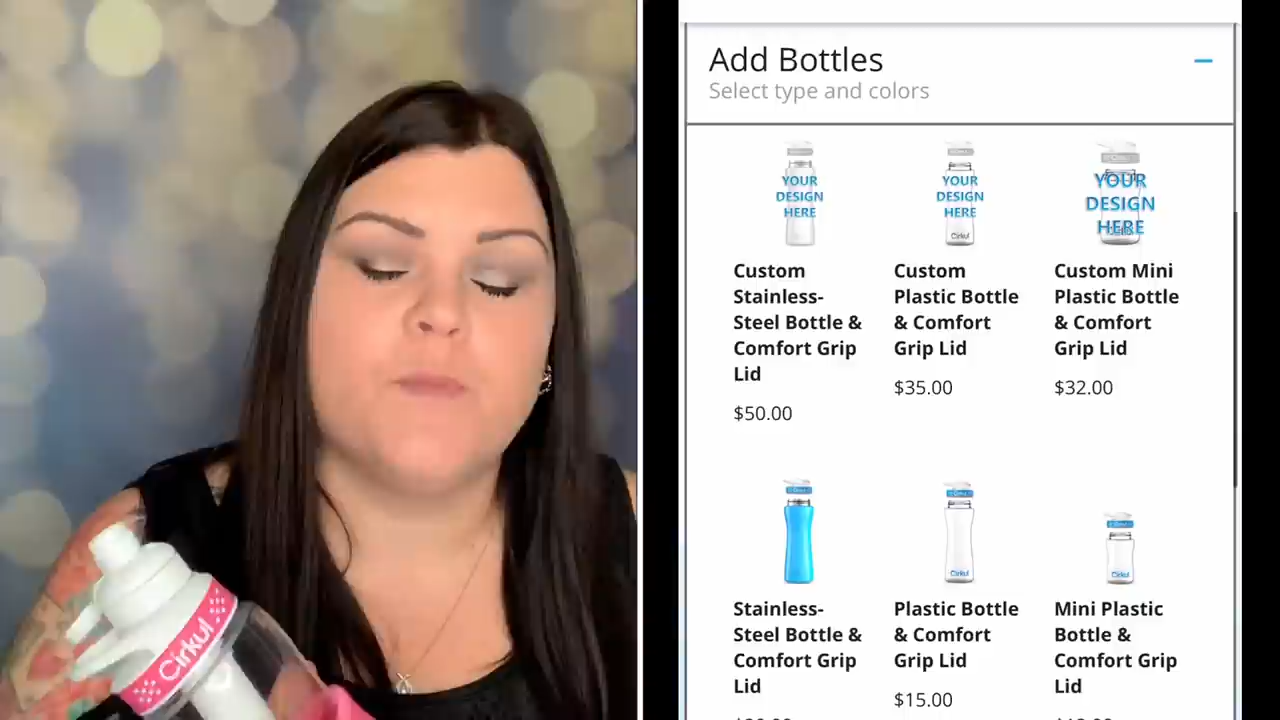 Cirkul
Add Bottles
Select type and colors
YOUR
DESIGN
HERE
Custom
Stainless-
Steel Bottle &
Comfort Grip
Lid
$50.00
YOUR
DESIGN
HERE
Cirkul
Custom
Plastic Bottle
& Comfort
Grip Lid
$35.00
YOUR
DESIGN
HERE
Custom Mini
Plastic Bottle
& Comfort
Grip Lid
$32.00
Stainless-
Steel Bottle &
Comfort Grip
Lid
Cirkul
Plastic Bottle
& Comfort
Grip Lid
$15.00
Cirkul
Mini Plastic
Bottle &
Comfort Grip
Lid